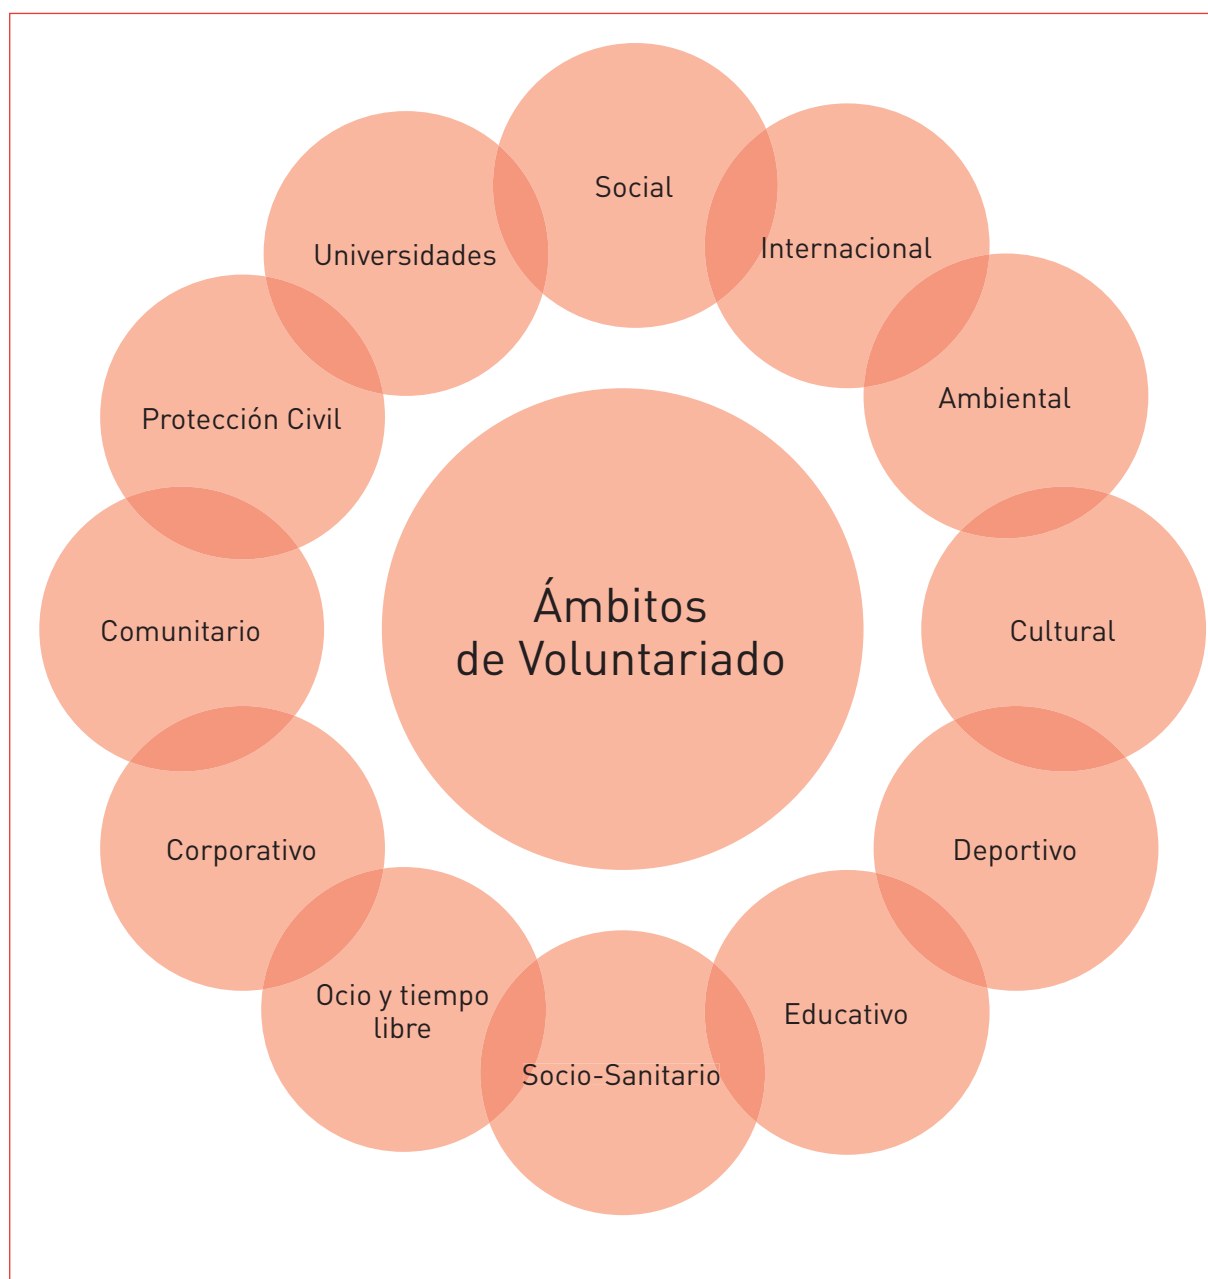 Social
Internacional
Universidades
Ambiental
Protección Civil
Ámbitos
de Voluntariado
Comunitario
Cultural
Corporativo
Deportivo
Ocio y tiempo
libre
Educativo
Socio-Sanitario